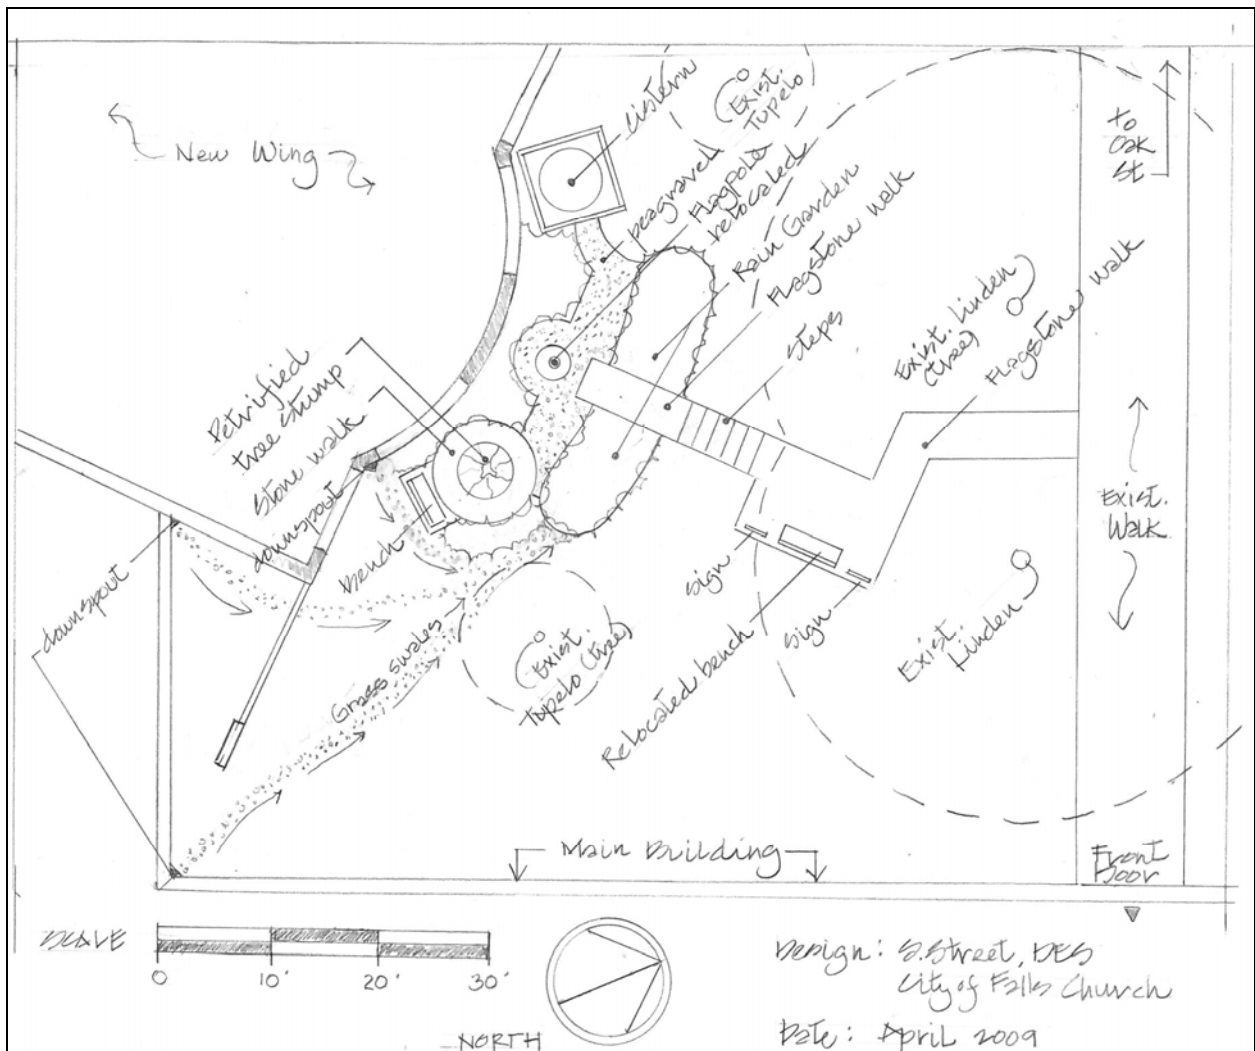 New Wing
Cistern
Exist.
Tupelo
peagravel
Flagpole
relocated
Rain Garden
Flagstone walk
Steps
To
Oak
St
Exist. Linden
(tree)
Flagstone walk
Petrified
tree stump
Stone walk
downspout
bench
downspout
Grass swales
Exist.
Tupelo (tree)
Sign
Relocated bench
Sign
Exist.
Linden
Exist.
Walk
Main Building
Front
Door
SCALE
0 10' 20' 30'
NORTH
Design: S. Street, DES
City of Falls Church
Date: April 2009